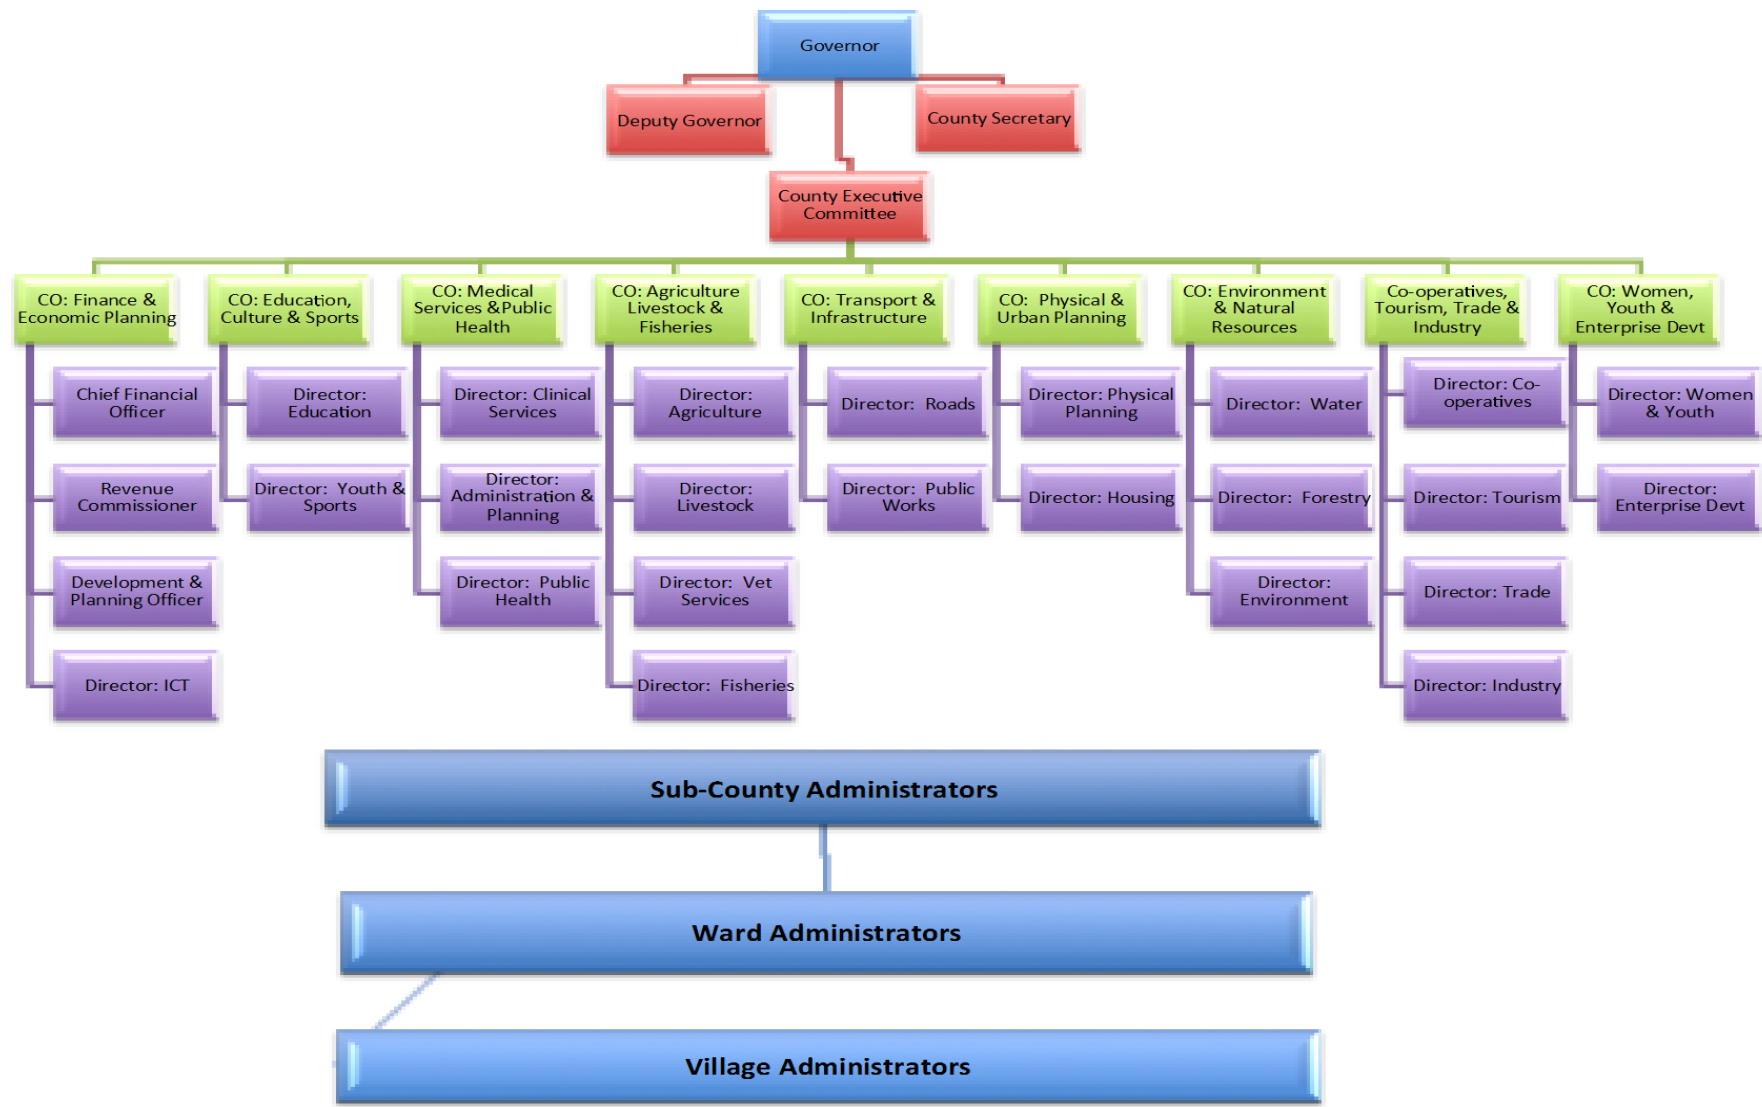 Governor
Deputy Governor
County Secretary
County Executive
Committee
CO: Finance &
Economic Planning
CO: Education,
Culture & Sports
CO: Medical
Services &Public
Health
CO: Agriculture
Livestock &
Fisheries
CO: Transport &
Infrastructure
CO: Physical &
Urban Planning
CO: Environment
& Natural
Resources
Co-operatives,
Tourism, Trade &
Industry
CO: Women,
Youth &
Enterprise Devt
Chief Financial
Officer
Revenue
Commissioner
Development &
Planning Officer
Director: ICT
Director:
Education
Director: Youth &
Sports
Director: Clinical
Services
Director:
Administration &
Planning
Director: Public
Health
Director:
Agriculture
Director:
Livestock
Director: Vet
Services
Director: Fisheries
Director: Roads
Director: Public
Works
Director: Physical
Planning
Director: Housing
Director: Water
Director: Forestry
Director:
Environment
Director: Co-
operatives
Director: Tourism
Director: Trade
Director: Industry
Director: Women
& Youth
Director:
Enterprise Devt
Sub-County Administrators
Ward Administrators
Village Administrators